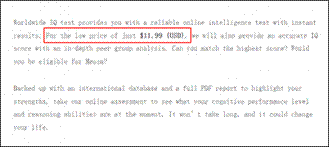 Worldwide IQ test provides you with a reliable online intelligence test with instant
results. For the low price of just $11.99 (USD), we will also provide an accurate IQ
score with an in-depth peer group analysis. Can you match the highest score? Would
you be eligible for Mensa?
Backed up with an international database and a full PDF report to highlight your
strengths, take our online assessment to see what your cognitive performance level
and reasoning abilities are at the moment. It won't take long, and it could change
your life.